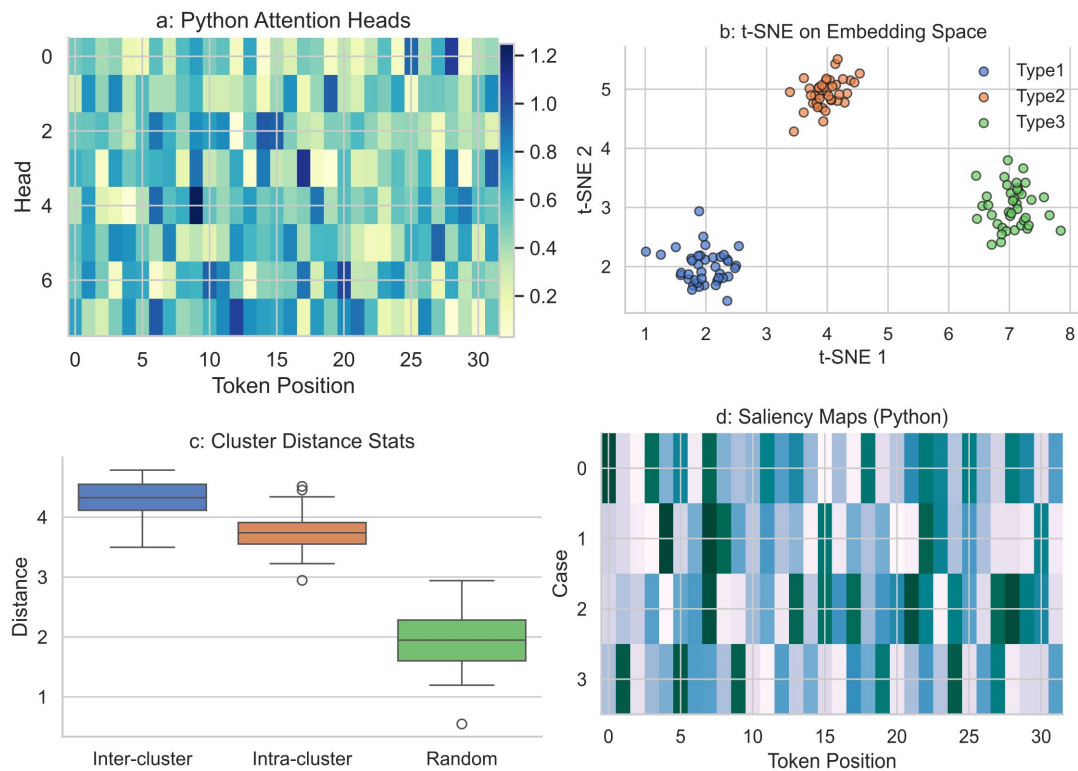 a: Python Attention Heads
Head
0
2
4
6
0 5 10 15 20 25 30
Token Position
1.2
1.0
0.8
0.6
0.4
0.2
b: t-SNE on Embedding Space
t-SNE 2
5
4
3
2
1 2 3 4 5 6 7 8
t-SNE 1
Type1
Type2
Type3
c: Cluster Distance Stats
Distance
4
3
2
1
Inter-cluster Intra-cluster Random
d: Saliency Maps (Python)
Case
0
1
2
3
0 5 10 15 20 25 30
Token Position